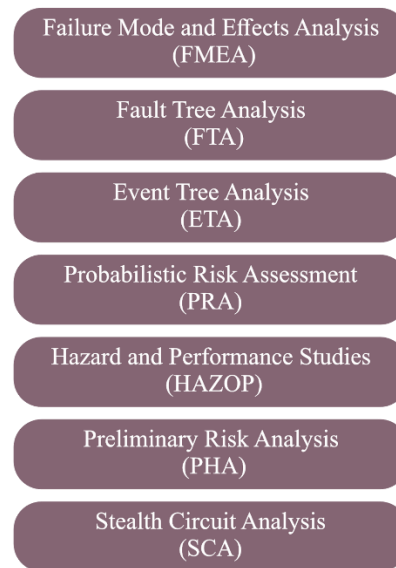 Failure Mode and Effects Analysis
(FMEA)
Fault Tree Analysis
(FTA)
Event Tree Analysis
(ETA)
Probabilistic Risk Assessment
(PRA)
Hazard and Performance Studies
(HAZOP)
Preliminary Risk Analysis
(PHA)
Stealth Circuit Analysis
(SCA)